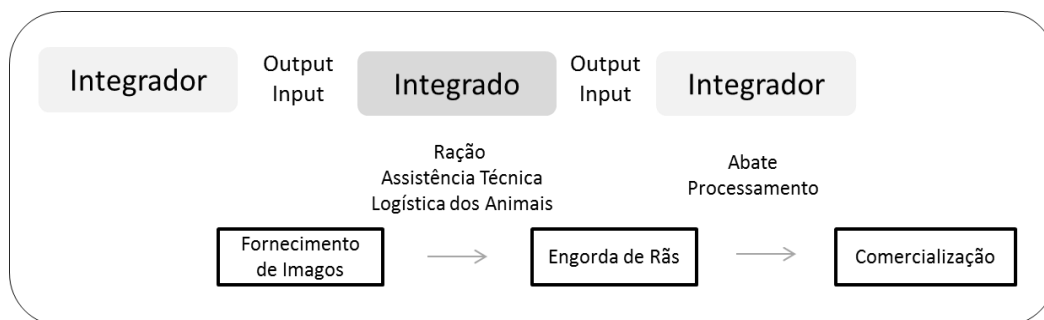 Integrador
Output
Input
Integrado
Output
Input
Integrador
Ração
Assistência Técnica
Logística dos Animais
Abate
Processamento
Fornecimento
de Imagos
Engorda de Rãs
Comercialização